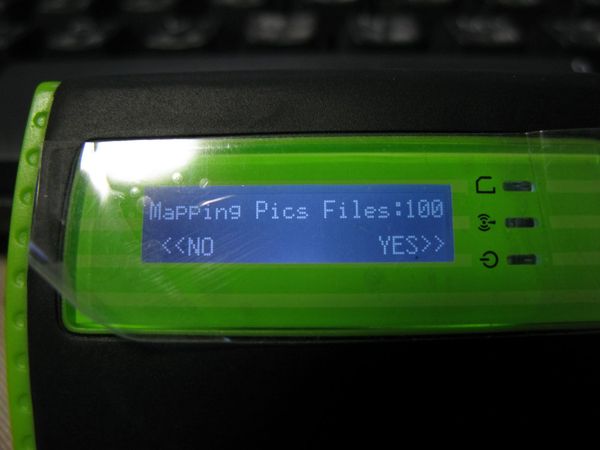 Mapping Pics Files:100
<<NO YES>>